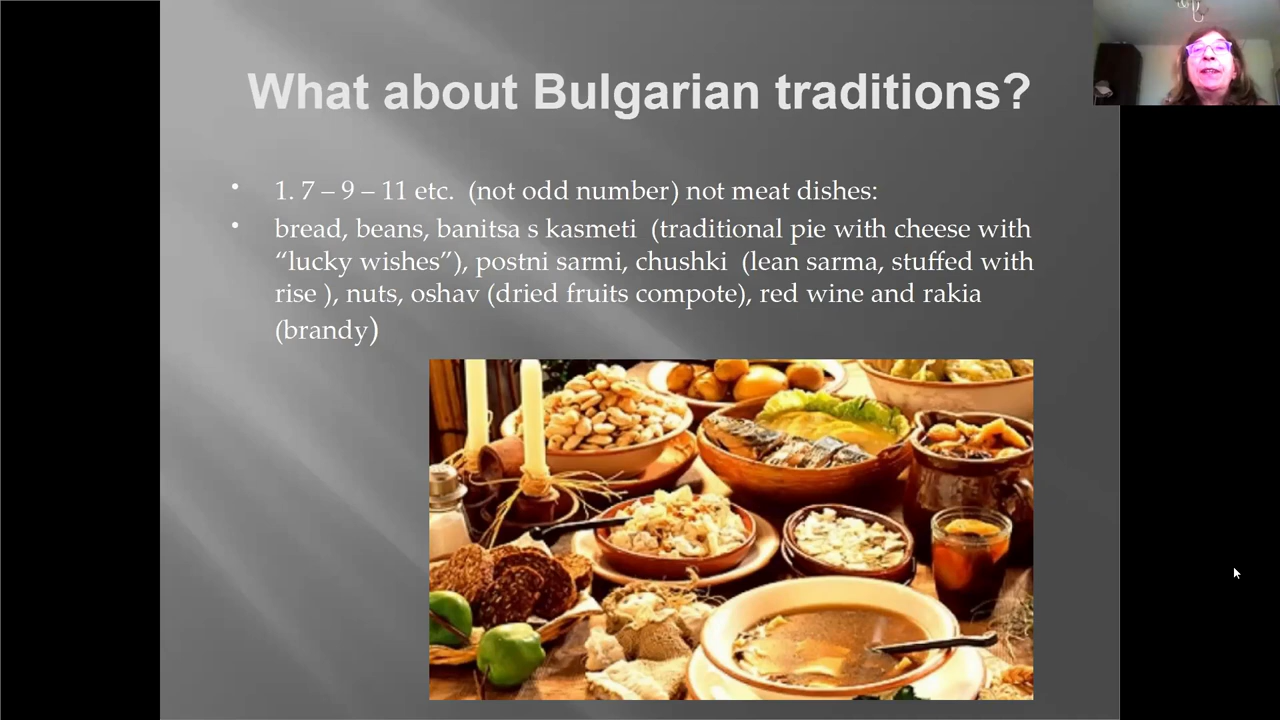 What about Bulgarian traditions?
• 1. 7 – 9 – 11 etc.  (not odd number) not meat dishes:
• bread, beans, banitsa s kasmeti  (traditional pie with cheese with
“lucky wishes”), postni sarmi, chushki  (lean sarma, stuffed with
rise ), nuts, oshav (dried fruits compote), red wine and rakia
(brandy)